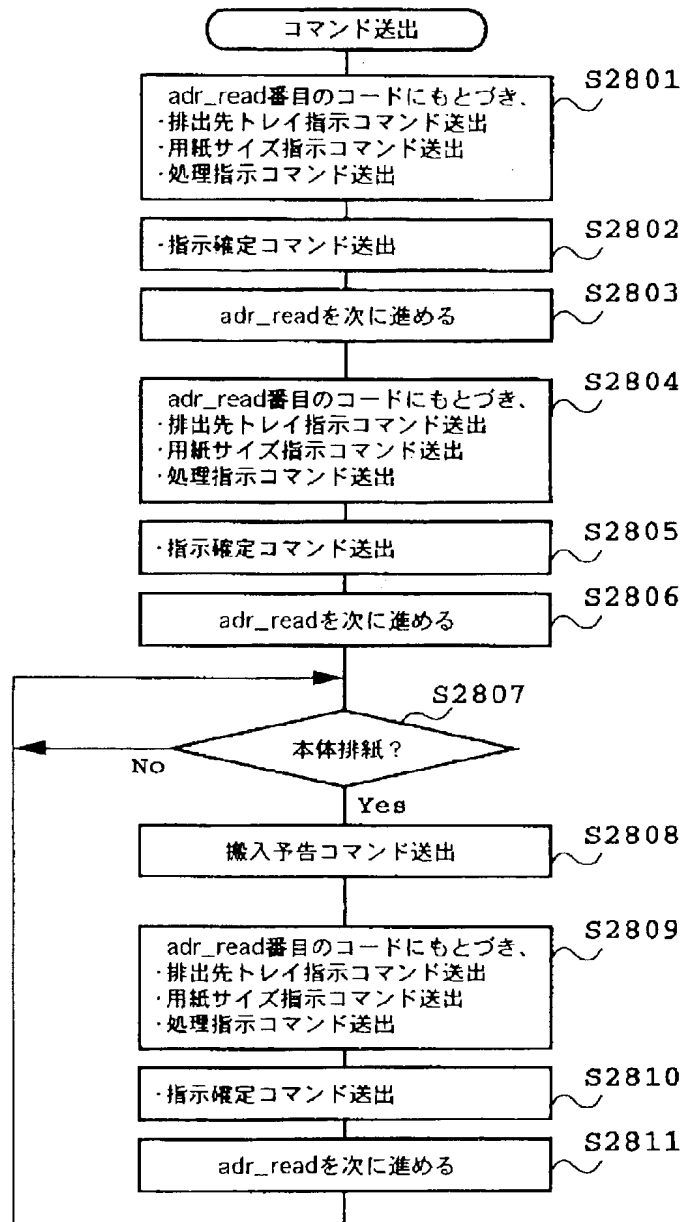 コマンド送出
S2801
adr_read番目のコードにもとづき、
・排出先トレイ指示コマンド送出
・用紙サイズ指示コマンド送出
・処理指示コマンド送出
S2802
・指示確定コマンド送出
S2803
adr_readを次に進める
S2804
adr_read番目のコードにもとづき、
・排出先トレイ指示コマンド送出
・用紙サイズ指示コマンド送出
・処理指示コマンド送出
S2805
・指示確定コマンド送出
S2806
adr_readを次に進める
S2807
本体排紙？
No
Yes
S2808
搬入予告コマンド送出
S2809
adr_read番目のコードにもとづき、
・排出先トレイ指示コマンド送出
・用紙サイズ指示コマンド送出
・処理指示コマンド送出
S2810
・指示確定コマンド送出
S2811
adr_readを次に進める